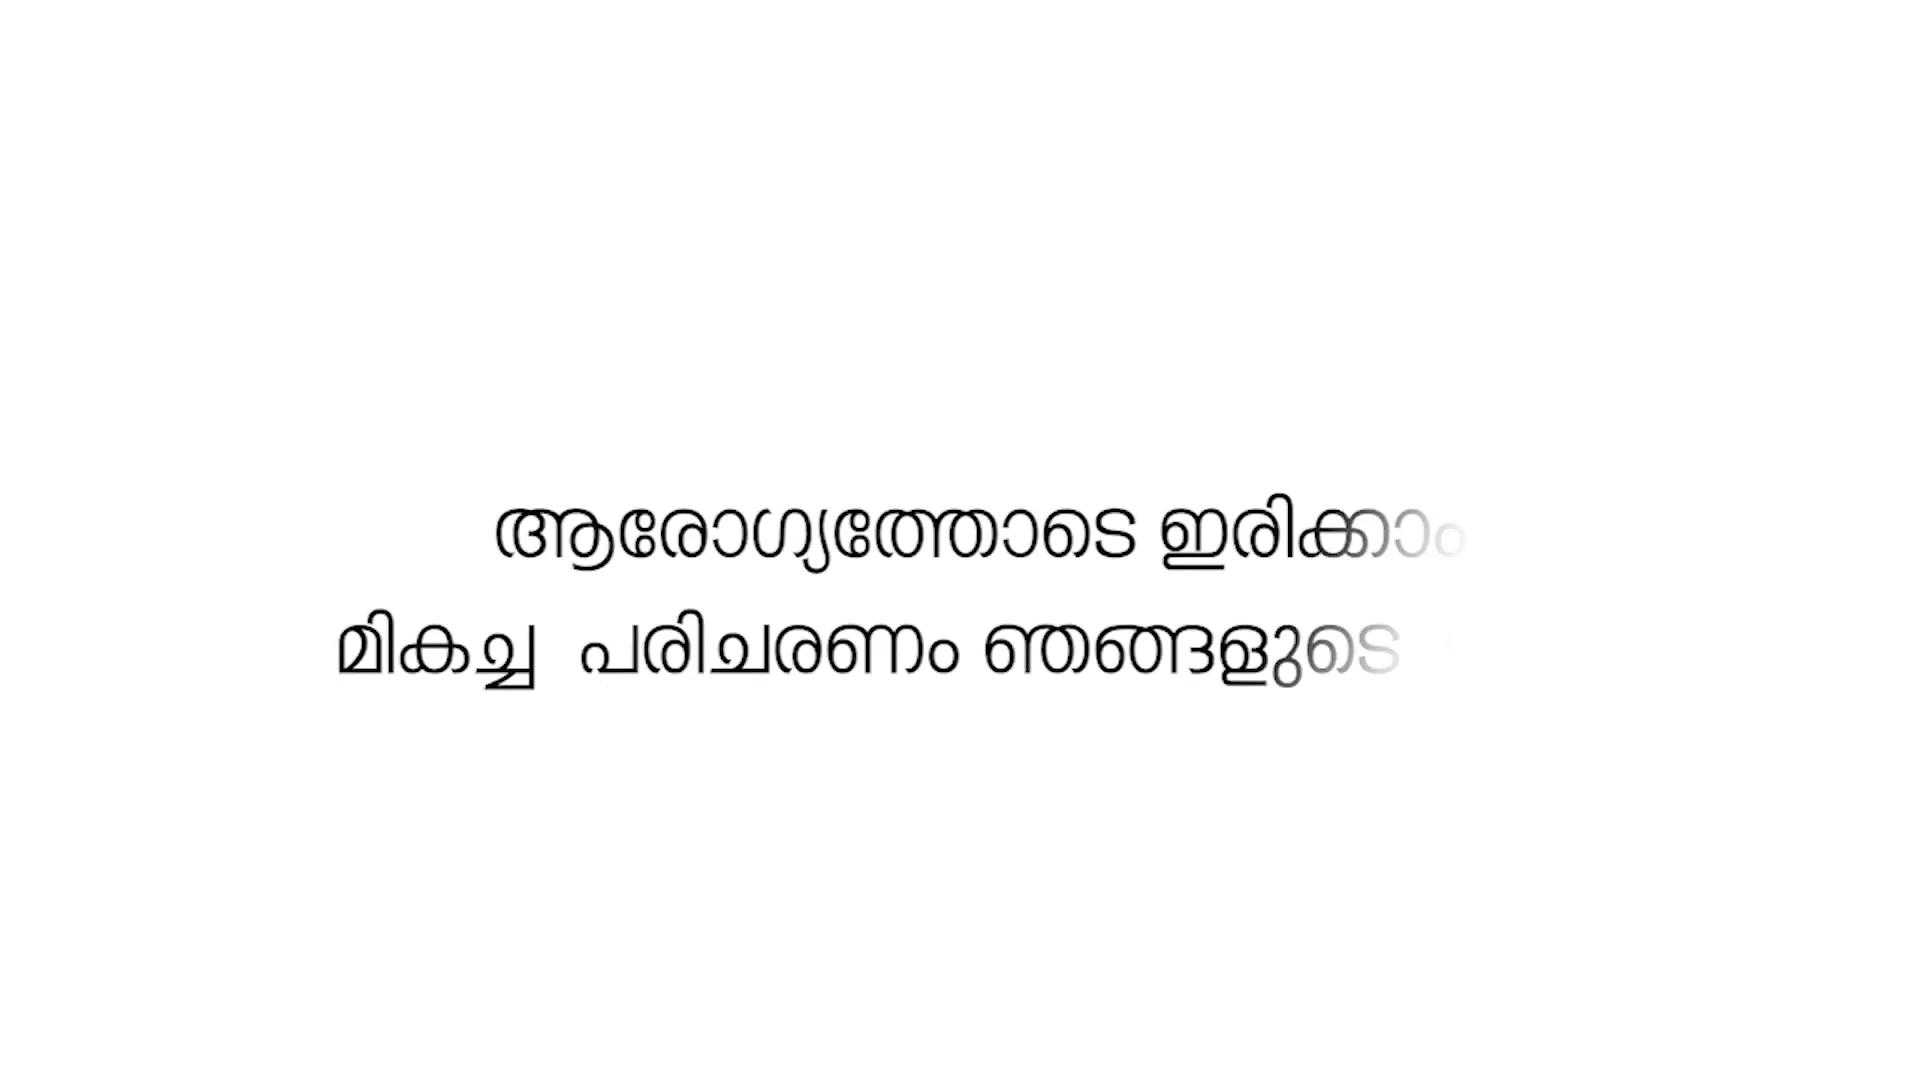 ആരോഗ്യത്തോടെ ഇരിക്കാം
മികച്ച പരിചരണം ഞങ്ങളുടെ